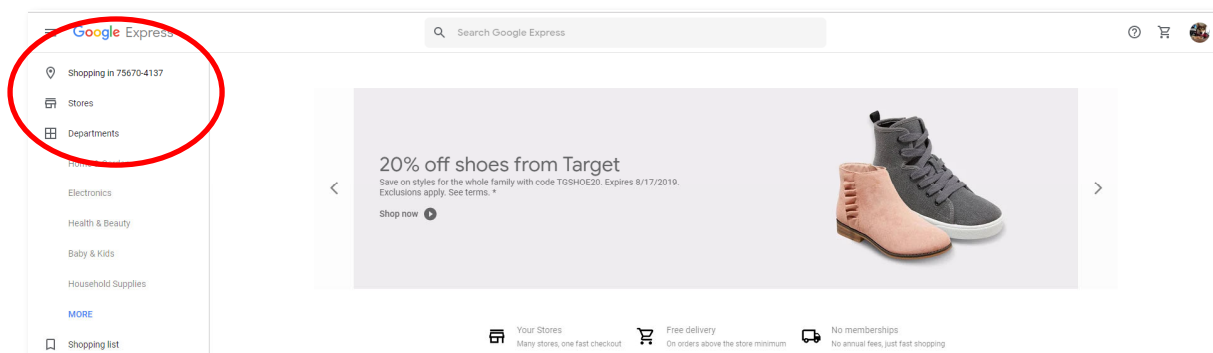 Google Express
Search Google Express
Shopping in 75670-4137
Stores
Departments
Electronics
Health & Beauty
Baby & Kids
Household Supplies
MORE
Shopping list
20% off shoes from Target
Save on styles for the whole family with code TGSHOE20. Expires 8/17/2019.
Exclusions apply. See terms. *
Shop now
Your Stores
Many stores, one fast checkout
Free delivery
On orders above the store minimum
No memberships
No annual fees, just fast shopping